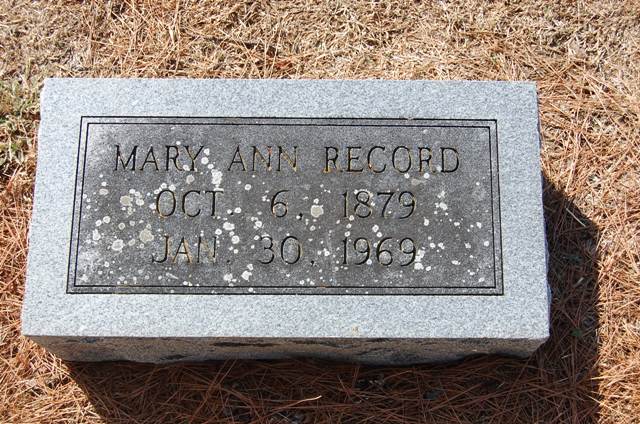 MARY ANN RECORD
OCT. 6, 1879
JAN. 30, 1969